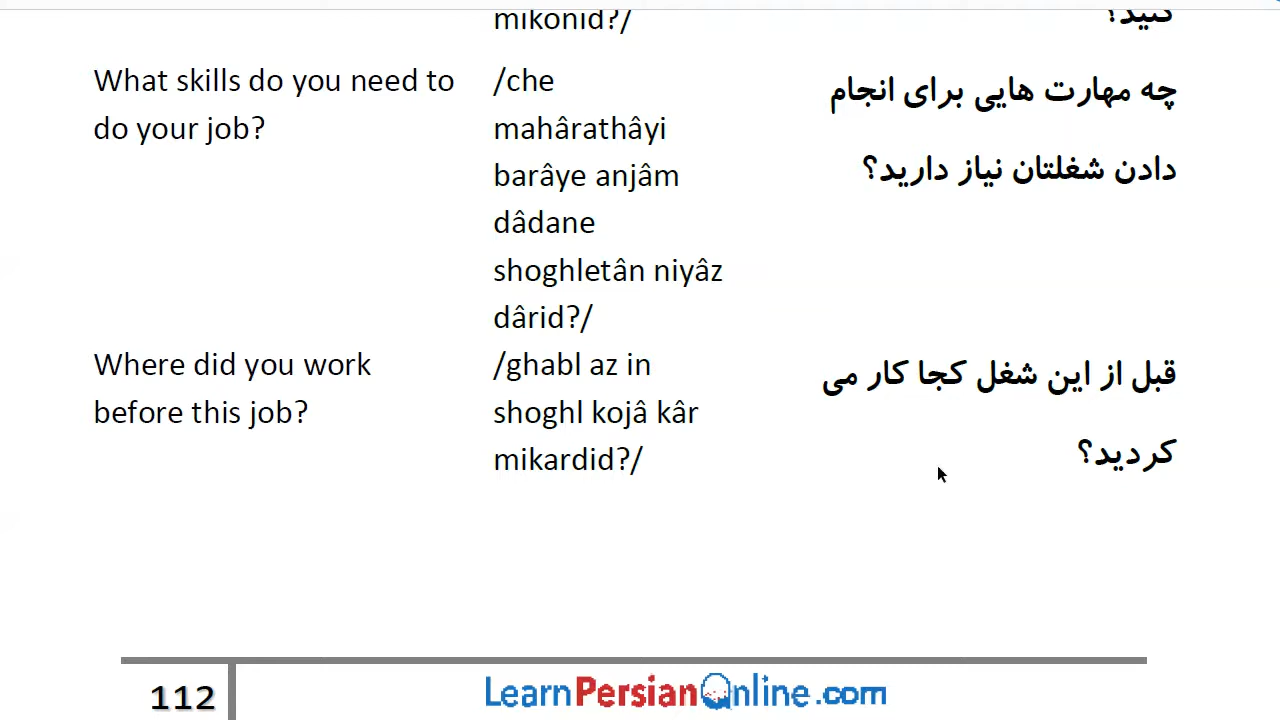 mikonid?/
کنید؟
What skills do you need to
do your job?
/che
mahârathâyi
barâye anjâm
dâdane
shoghletân niyâz
dârid?/
چه مهارت هایی برای انجام
دادن شغلتان نیاز دارید؟
Where did you work
before this job?
/ghabl az in
shoghl kojâ kâr
mikardid?/
قبل از این شغل کجا کار می
کردید؟
112
LearnPersianOnline.com